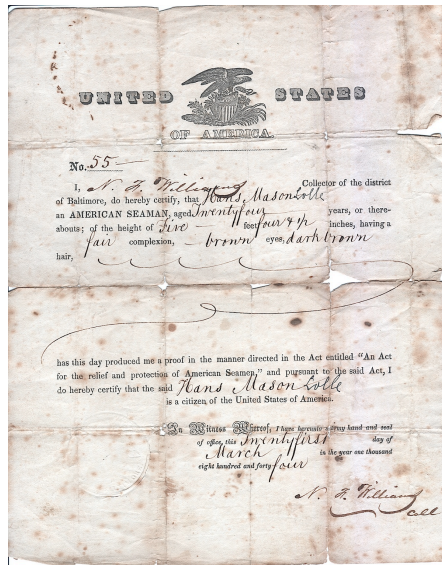 UNITED STATES
OF AMERICA.
No. 55
I, N. F. Williams Collector of the district
of Baltimore, do hereby certify, that Hans Mason Lolle
an AMERICAN SEAMAN, aged Twentyfour years, or there-
abouts; of the height of Five feet four & ½ inches, having a
fair complexion, brown eyes, dark brown
hair,
has this day produced me a proof in the manner directed in the Act entitled "An Act
for the relief and protection of American Seamen," and pursuant to the said Act, I
do hereby certify that the said Hans Mason Lolle
is a citizen of the United States of America.
In Witness Whereof, I have hereunto my hand and seal
of office, this Twentyfirst day of
March in the year one thousand
eight hundred and forty four
N. F. Williams
Coll